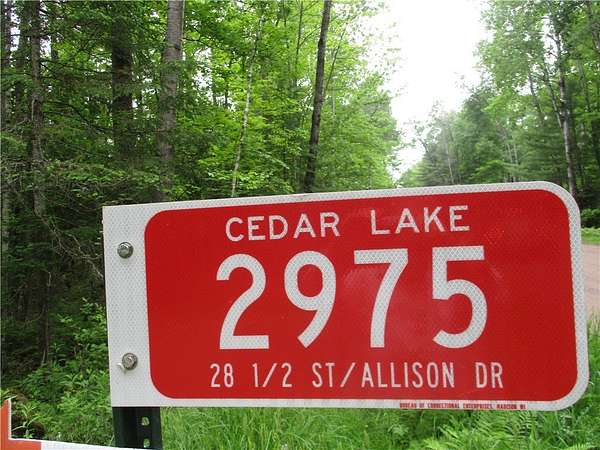 CEDAR LAKE
2975
28 1/2 ST/ALLISON DR
BUREAU OF CORRECTIONAL ENTERPRISES, MADISON WI